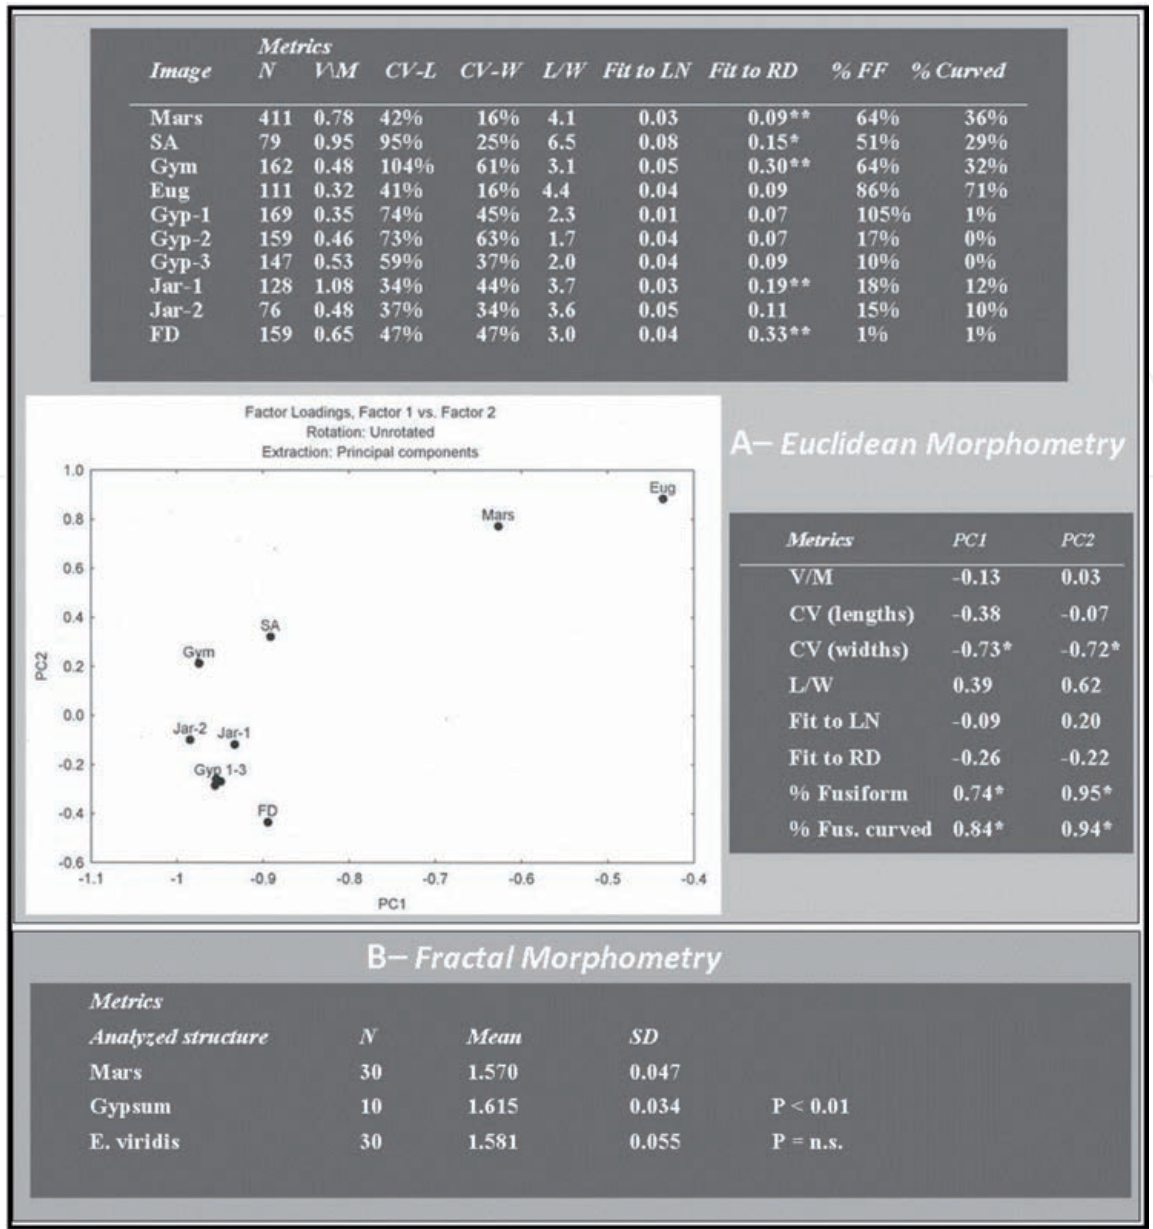 Metrics
Image N V\M CV-L CV-W L/W Fit to LN Fit to RD % FF % Curved
Mars 411 0.78 42% 16% 4.1 0.03 0.09** 64% 36%
SA 79 0.95 95% 25% 6.5 0.08 0.15* 51% 29%
Gym 162 0.48 104% 61% 3.1 0.05 0.30** 64% 32%
Eug 111 0.32 41% 16% 4.4 0.04 0.09 86% 71%
Gyp-1 169 0.35 74% 45% 2.3 0.01 0.07 105% 1%
Gyp-2 159 0.46 73% 63% 1.7 0.04 0.07 17% 0%
Gyp-3 147 0.53 59% 37% 2.0 0.04 0.09 10% 0%
Jar-1 128 1.08 34% 44% 3.7 0.03 0.19** 18% 12%
Jar-2 76 0.48 37% 34% 3.6 0.05 0.11 15% 10%
FD 159 0.65 47% 47% 3.0 0.04 0.33** 1% 1%
Factor Loadings, Factor 1 vs. Factor 2
Rotation: Unrotated
Extraction: Principal components
1.0
0.8
0.6
0.4
0.2
0.0
-0.2
-0.4
-0.6
PC2
Eug
Mars
SA
Gym
Jar-2
Jar-1
Gyp 1-3
FD
-1.1 -1 -0.9 -0.8 -0.7 -0.6 -0.5 -0.4
PC1
A– Euclidean Morphometry
Metrics PC1 PC2
V/M -0.13 0.03
CV (lengths) -0.38 -0.07
CV (widths) -0.73* -0.72*
L/W 0.39 0.62
Fit to LN -0.09 0.20
Fit to RD -0.26 -0.22
% Fusiform 0.74* 0.95*
% Fus. curved 0.84* 0.94*
B– Fractal Morphometry
Metrics
Analyzed structure N Mean SD
Mars 30 1.570 0.047
Gypsum 10 1.615 0.034 P < 0.01
E. viridis 30 1.581 0.055 P = n.s.